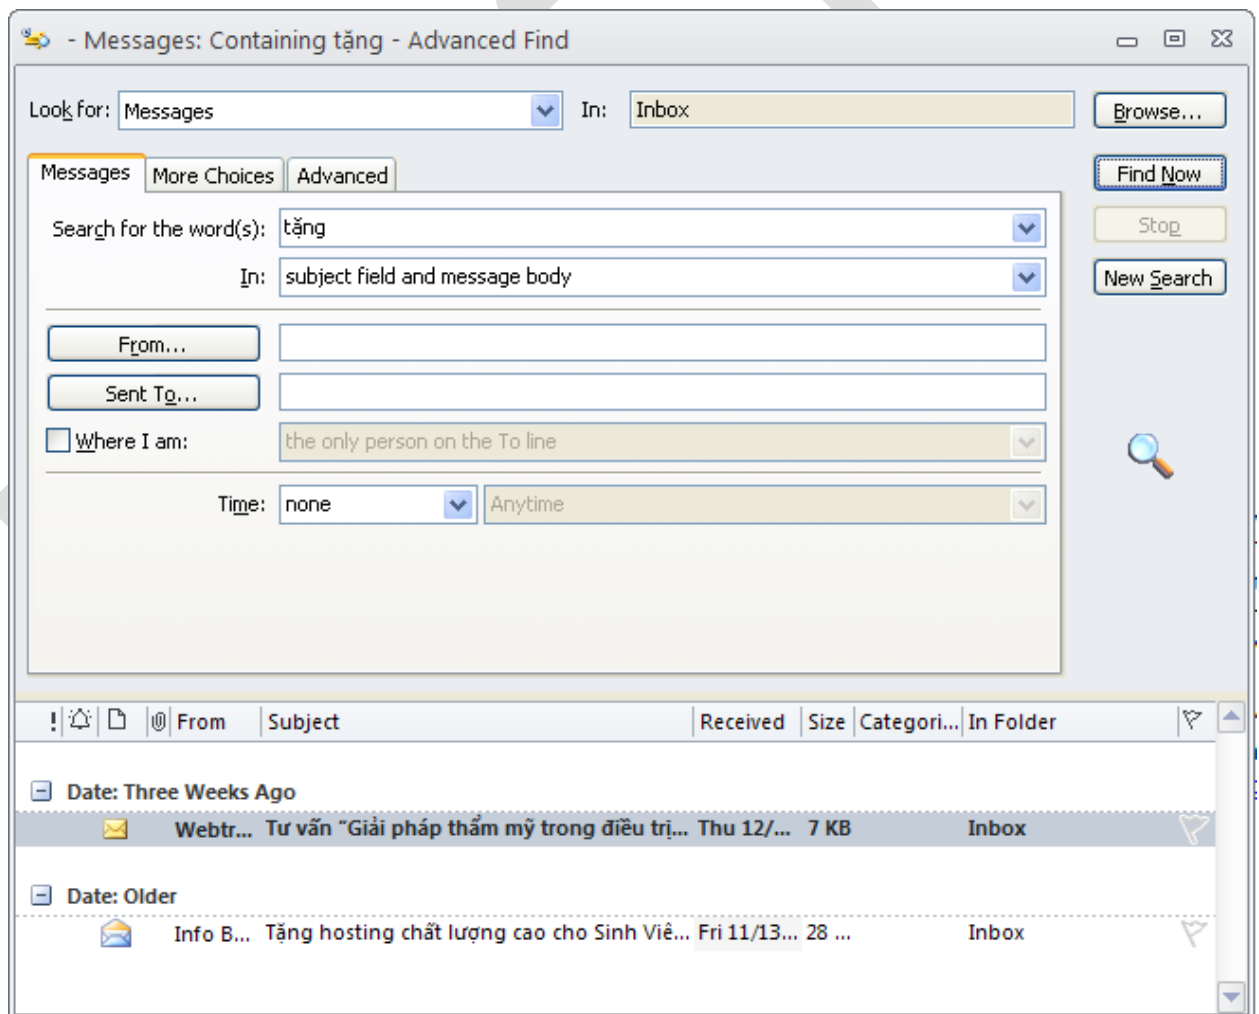 - Messages: Containing tặng - Advanced Find
Look for: Messages In: Inbox Browse...
Messages More Choices Advanced Find Now
Search for the word(s): tặng Stop
In: subject field and message body New Search
From...
Sent To...
Where I am: the only person on the To line
Time: none Anytime
! From Subject Received Size Categori... In Folder
Date: Three Weeks Ago
Webtr... Tư vấn "Giải pháp thẩm mỹ trong điều trị... Thu 12/... 7 KB Inbox
Date: Older
Info B... Tặng hosting chất lượng cao cho Sinh Viê... Fri 11/13... 28 ... Inbox